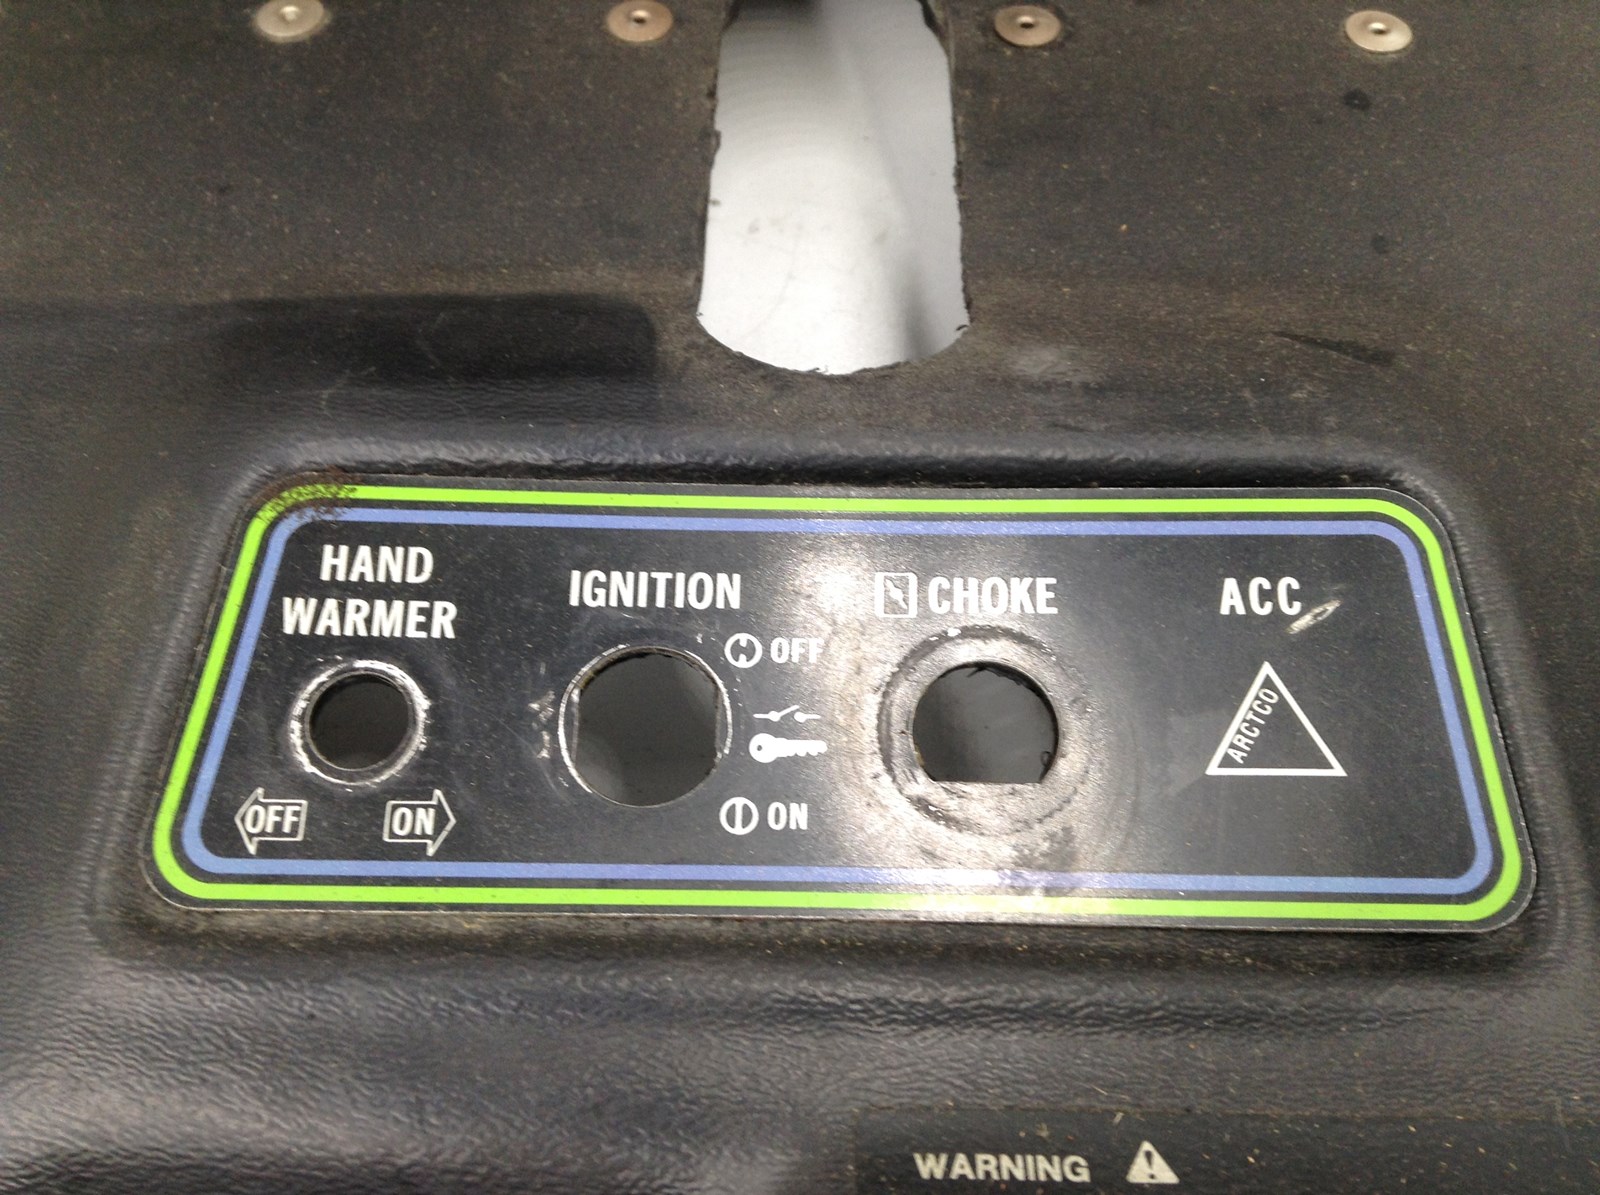 HAND
WARMER
OFF
ON
IGNITION
OFF
ON
CHOKE
ACC
ARCTCO
WARNING